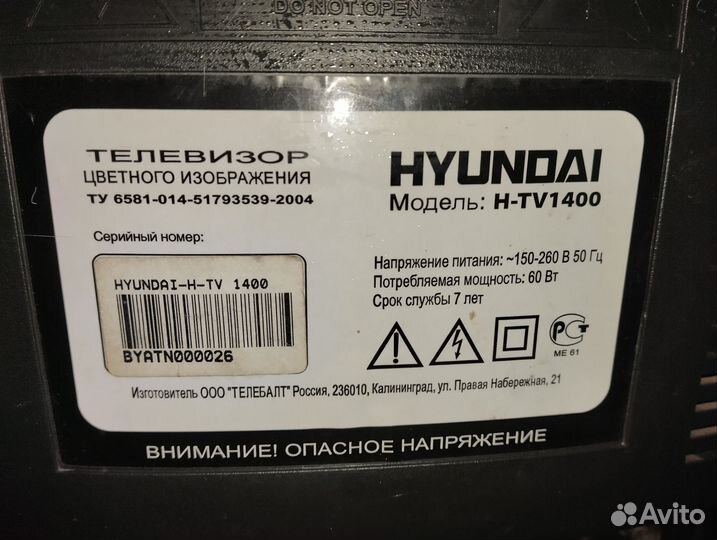 DO NOT OPEN
ТЕЛЕВИЗОР
ЦВЕТНОГО ИЗОБРАЖЕНИЯ
ТУ 6581-014-51793539-2004
Серийный номер:
HYUNDAI-H-TV 1400
BYATN000026
HYUNDAI
Модель: H-TV1400
Напряжение питания: ~150-260 В 50 Гц
Потребляемая мощность: 60 Вт
Срок службы 7 лет
РСТ
МЕ 61
Изготовитель ООО "ТЕЛЕБАЛТ" Россия, 236010, Калининград, ул. Правая Набережная, 21
ВНИМАНИЕ! ОПАСНОЕ НАПРЯЖЕНИЕ
Avito